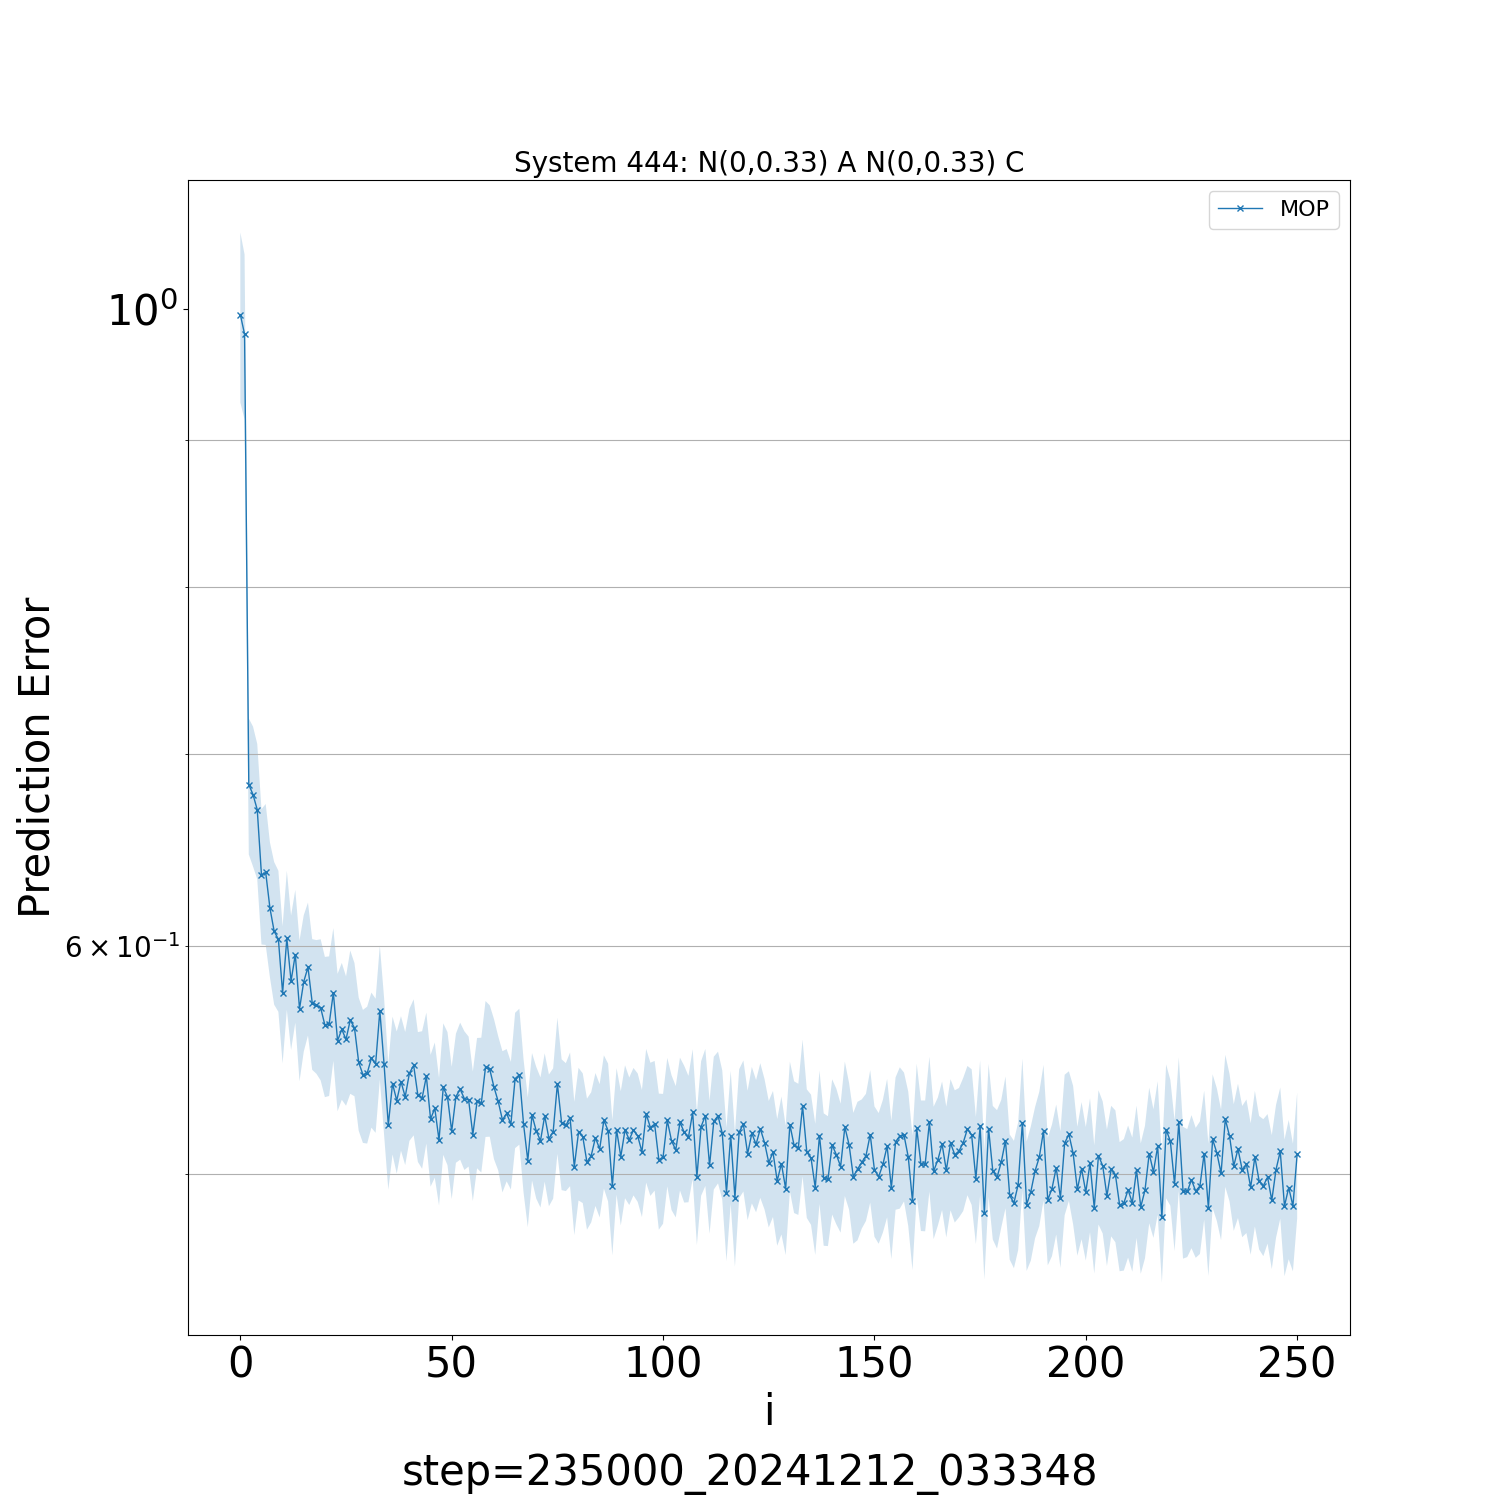 System 444: N(0,0.33) A N(0,0.33) C
MOP
10⁰
6 × 10⁻¹
Prediction Error
0 50 100 150 200 250
i
step=235000_20241212_033348